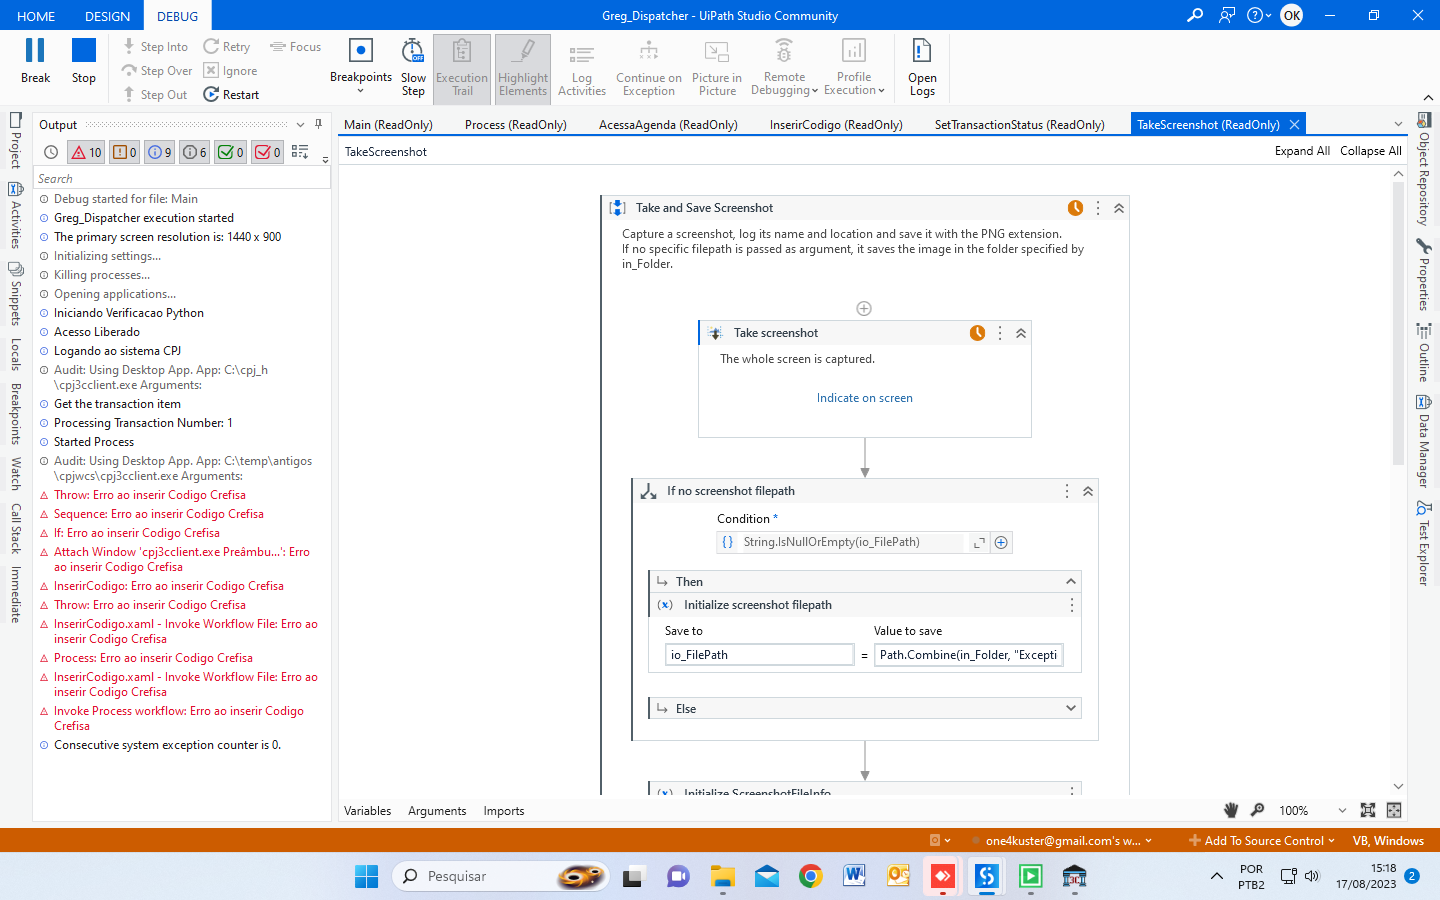 HOME
DESIGN
DEBUG
Greg_Dispatcher - UiPath Studio Community
OK
Break
Stop
Step Into
Step Over
Step Out
Retry
Ignore
Restart
Focus
Breakpoints
Slow
Step
OFF
Execution
Trail
Highlight
Elements
Log
Activities
Continue on
Exception
Picture in
Picture
Remote
Debugging
Profile
Execution
Open
Logs
Project
Activities
Snippets
Locals
Breakpoints
Watch
Call Stack
Immediate
Output
10
0
9
6
0
0
Search
Debug started for file: Main
Greg_Dispatcher execution started
The primary screen resolution is: 1440 x 900
Initializing settings...
Killing processes...
Opening applications...
Iniciando Verificacao Python
Acesso Liberado
Logando ao sistema CPJ
Audit: Using Desktop App. App: C:\cpj_h
\cpj3cclient.exe Arguments:
Get the transaction item
Processing Transaction Number: 1
Started Process
Audit: Using Desktop App. App: C:\temp\antigos
\cpjwcs\cpj3cclient.exe Arguments:
Throw: Erro ao inserir Codigo Crefisa
Sequence: Erro ao inserir Codigo Crefisa
If: Erro ao inserir Codigo Crefisa
Attach Window 'cpj3cclient.exe Preâmbu...': Erro
ao inserir Codigo Crefisa
InserirCodigo: Erro ao inserir Codigo Crefisa
Throw: Erro ao inserir Codigo Crefisa
InserirCodigo.xaml - Invoke Workflow File: Erro ao
inserir Codigo Crefisa
Process: Erro ao inserir Codigo Crefisa
InserirCodigo.xaml - Invoke Workflow File: Erro ao
inserir Codigo Crefisa
Invoke Process workflow: Erro ao inserir Codigo
Crefisa
Consecutive system exception counter is 0.
Main (ReadOnly)
Process (ReadOnly)
AcessaAgenda (ReadOnly)
InserirCodigo (ReadOnly)
SetTransactionStatus (ReadOnly)
TakeScreenshot (ReadOnly)
TakeScreenshot
Expand All
Collapse All
Take and Save Screenshot
Capture a screenshot, log its name and location and save it with the PNG extension.
If no specific filepath is passed as argument, it saves the image in the folder specified by
in_Folder.
Take screenshot
The whole screen is captured.
Indicate on screen
If no screenshot filepath
Condition *
String.IsNullOrEmpty(io_FilePath)
Then
Initialize screenshot filepath
Save to
Value to save
io_FilePath
=
Path.Combine(in_Folder, "Excepti
Else
Initialize ScreenshotFileInfo
Variables
Arguments
Imports
100%
Object Repository
Properties
Outline
Data Manager
Test Explorer
one4kuster@gmail.com's w...
Add To Source Control
VB, Windows
Pesquisar
POR
PTB2
15:18
17/08/2023
2